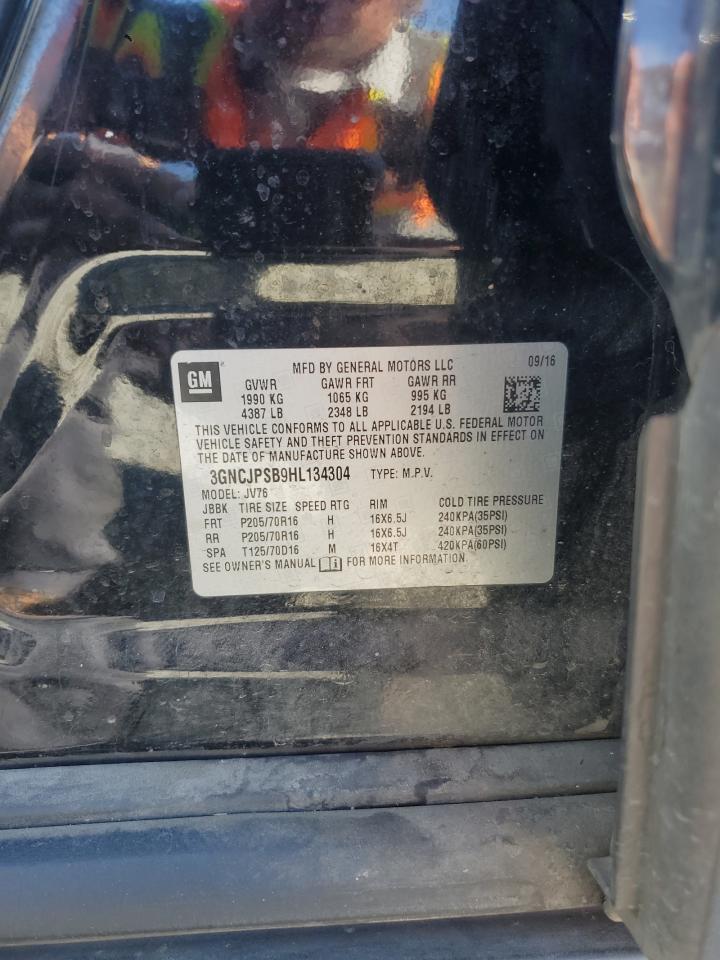 GM
MFD BY GENERAL MOTORS LLC 09/16
GVWR GAWR FRT GAWR RR
1990 KG 1065 KG 995 KG
4387 LB 2348 LB 2194 LB
THIS VEHICLE CONFORMS TO ALL APPLICABLE U.S. FEDERAL MOTOR
VEHICLE SAFETY AND THEFT PREVENTION STANDARDS IN EFFECT ON
THE DATE OF MANUFACTURE SHOWN ABOVE.
3GNCJPSB9HL134304 TYPE: M.P.V.
MODEL: JV76
JBBK TIRE SIZE SPEED RTG RIM COLD TIRE PRESSURE
FRT P205/70R16 H 16X6.5J 240KPA(35PSI)
RR P205/70R16 H 16X6.5J 240KPA(35PSI)
SPA T125/70D16 M 16X4T 420KPA(60PSI)
SEE OWNER'S MANUAL FOR MORE INFORMATION.